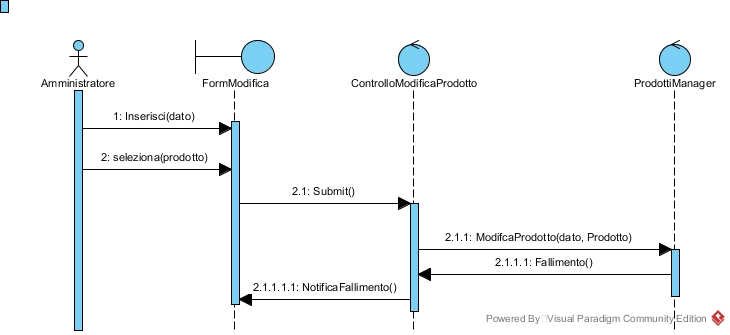 Amministratore
FormModifica
ControlloModificaProdotto
ProdottiManager
1: Inserisci(dato)
2: seleziona(prodotto)
2.1: Submit()
2.1.1: ModifcaProdotto(dato, Prodotto)
2.1.1.1: Fallimento()
2.1.1.1.1: NotificaFallimento()
Powered By Visual Paradigm Community Edition